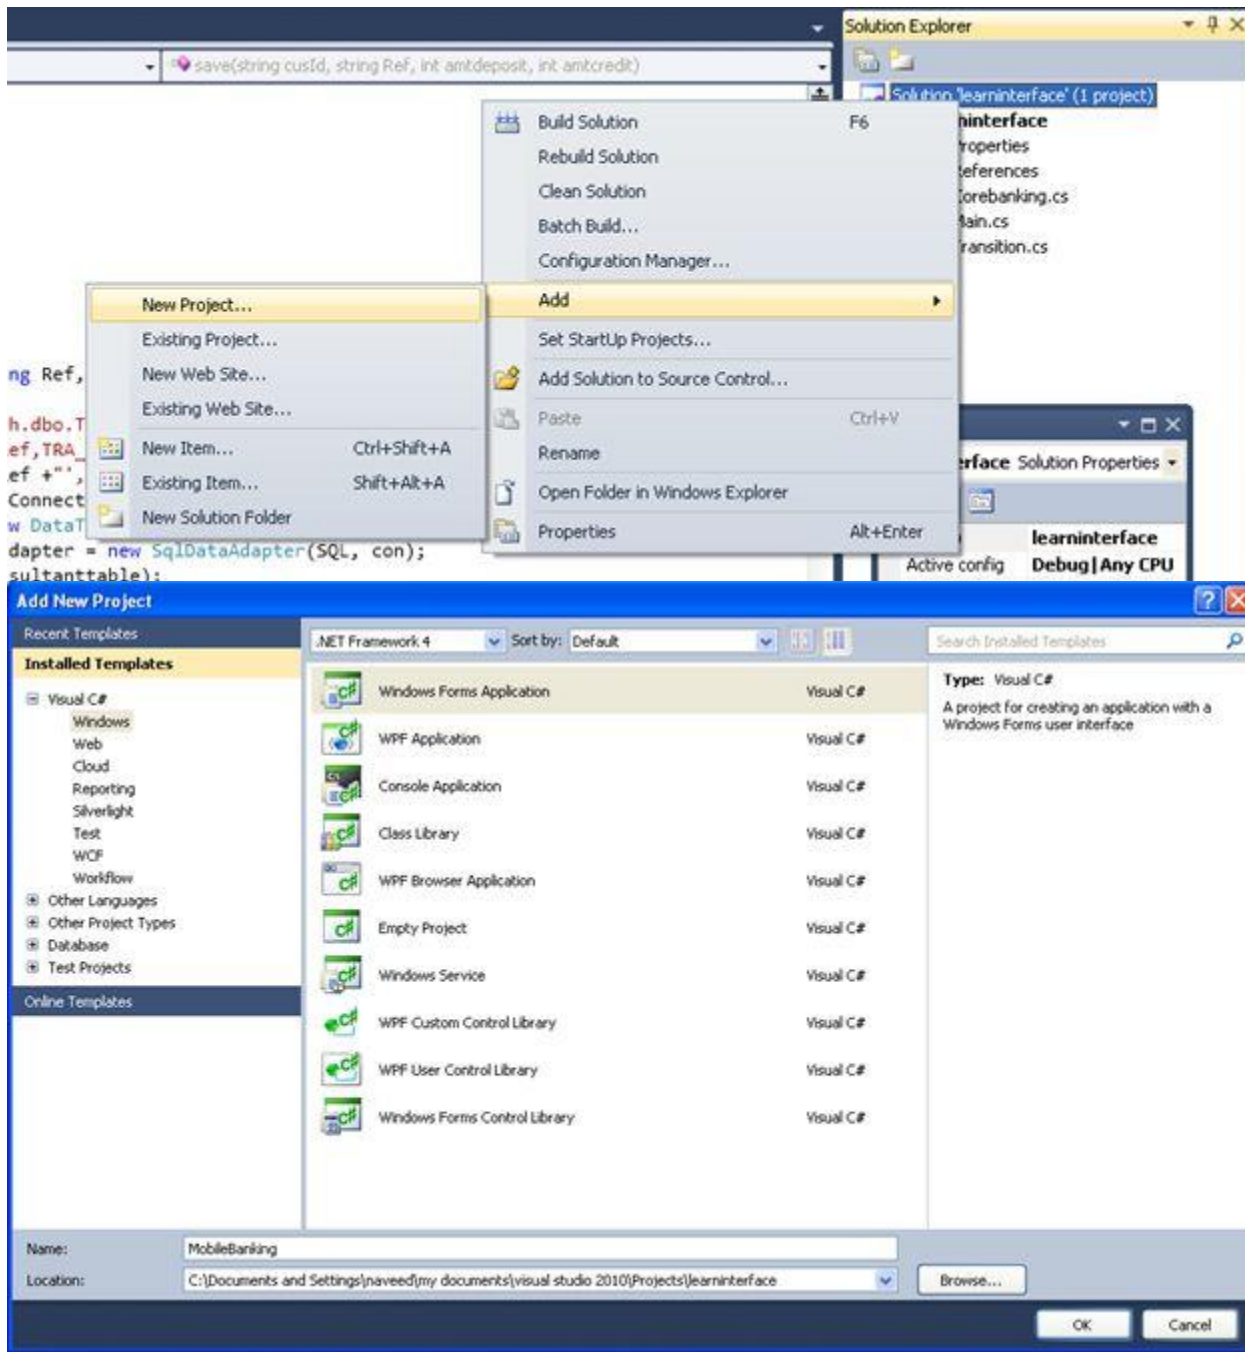 Solution Explorer
save(string cusId, string Ref, int amtdeposit, int amtcredit)
Solution 'learninterface' (1 project)
ninterface
roperties
eferences
orebanking.cs
ain.cs
ransition.cs
Build Solution F6
Rebuild Solution
Clean Solution
Batch Build...
Configuration Manager...
Add
Set StartUp Projects...
Add Solution to Source Control...
Paste Ctrl+V
Rename
Open Folder in Windows Explorer
Properties Alt+Enter
New Project...
Existing Project...
New Web Site...
Existing Web Site...
New Item... Ctrl+Shift+A
Existing Item... Shift+Alt+A
New Solution Folder
ng Ref,
h.dbo.T
ef,TRA_
ef +"',
Connect
w DataT
dapter = new SqlDataAdapter(SQL, con);
sultanttable);
erface Solution Properties
learninterface
Active config Debug|Any CPU
Add New Project
Recent Templates
Installed Templates
Visual C#
Windows
Web
Cloud
Reporting
Silverlight
Test
WCF
Workflow
Other Languages
Other Project Types
Database
Test Projects
Online Templates
.NET Framework 4 Sort by: Default
Search Installed Templates
Windows Forms Application Visual C#
WPF Application Visual C#
Console Application Visual C#
Class Library Visual C#
WPF Browser Application Visual C#
Empty Project Visual C#
Windows Service Visual C#
WPF Custom Control Library Visual C#
WPF User Control Library Visual C#
Windows Forms Control Library Visual C#
Type: Visual C#
A project for creating an application with a
Windows Forms user interface
Name: MobileBanking
Location: C:\Documents and Settings\naveed\my documents\visual studio 2010\Projects\learninterface
Browse...
OK Cancel